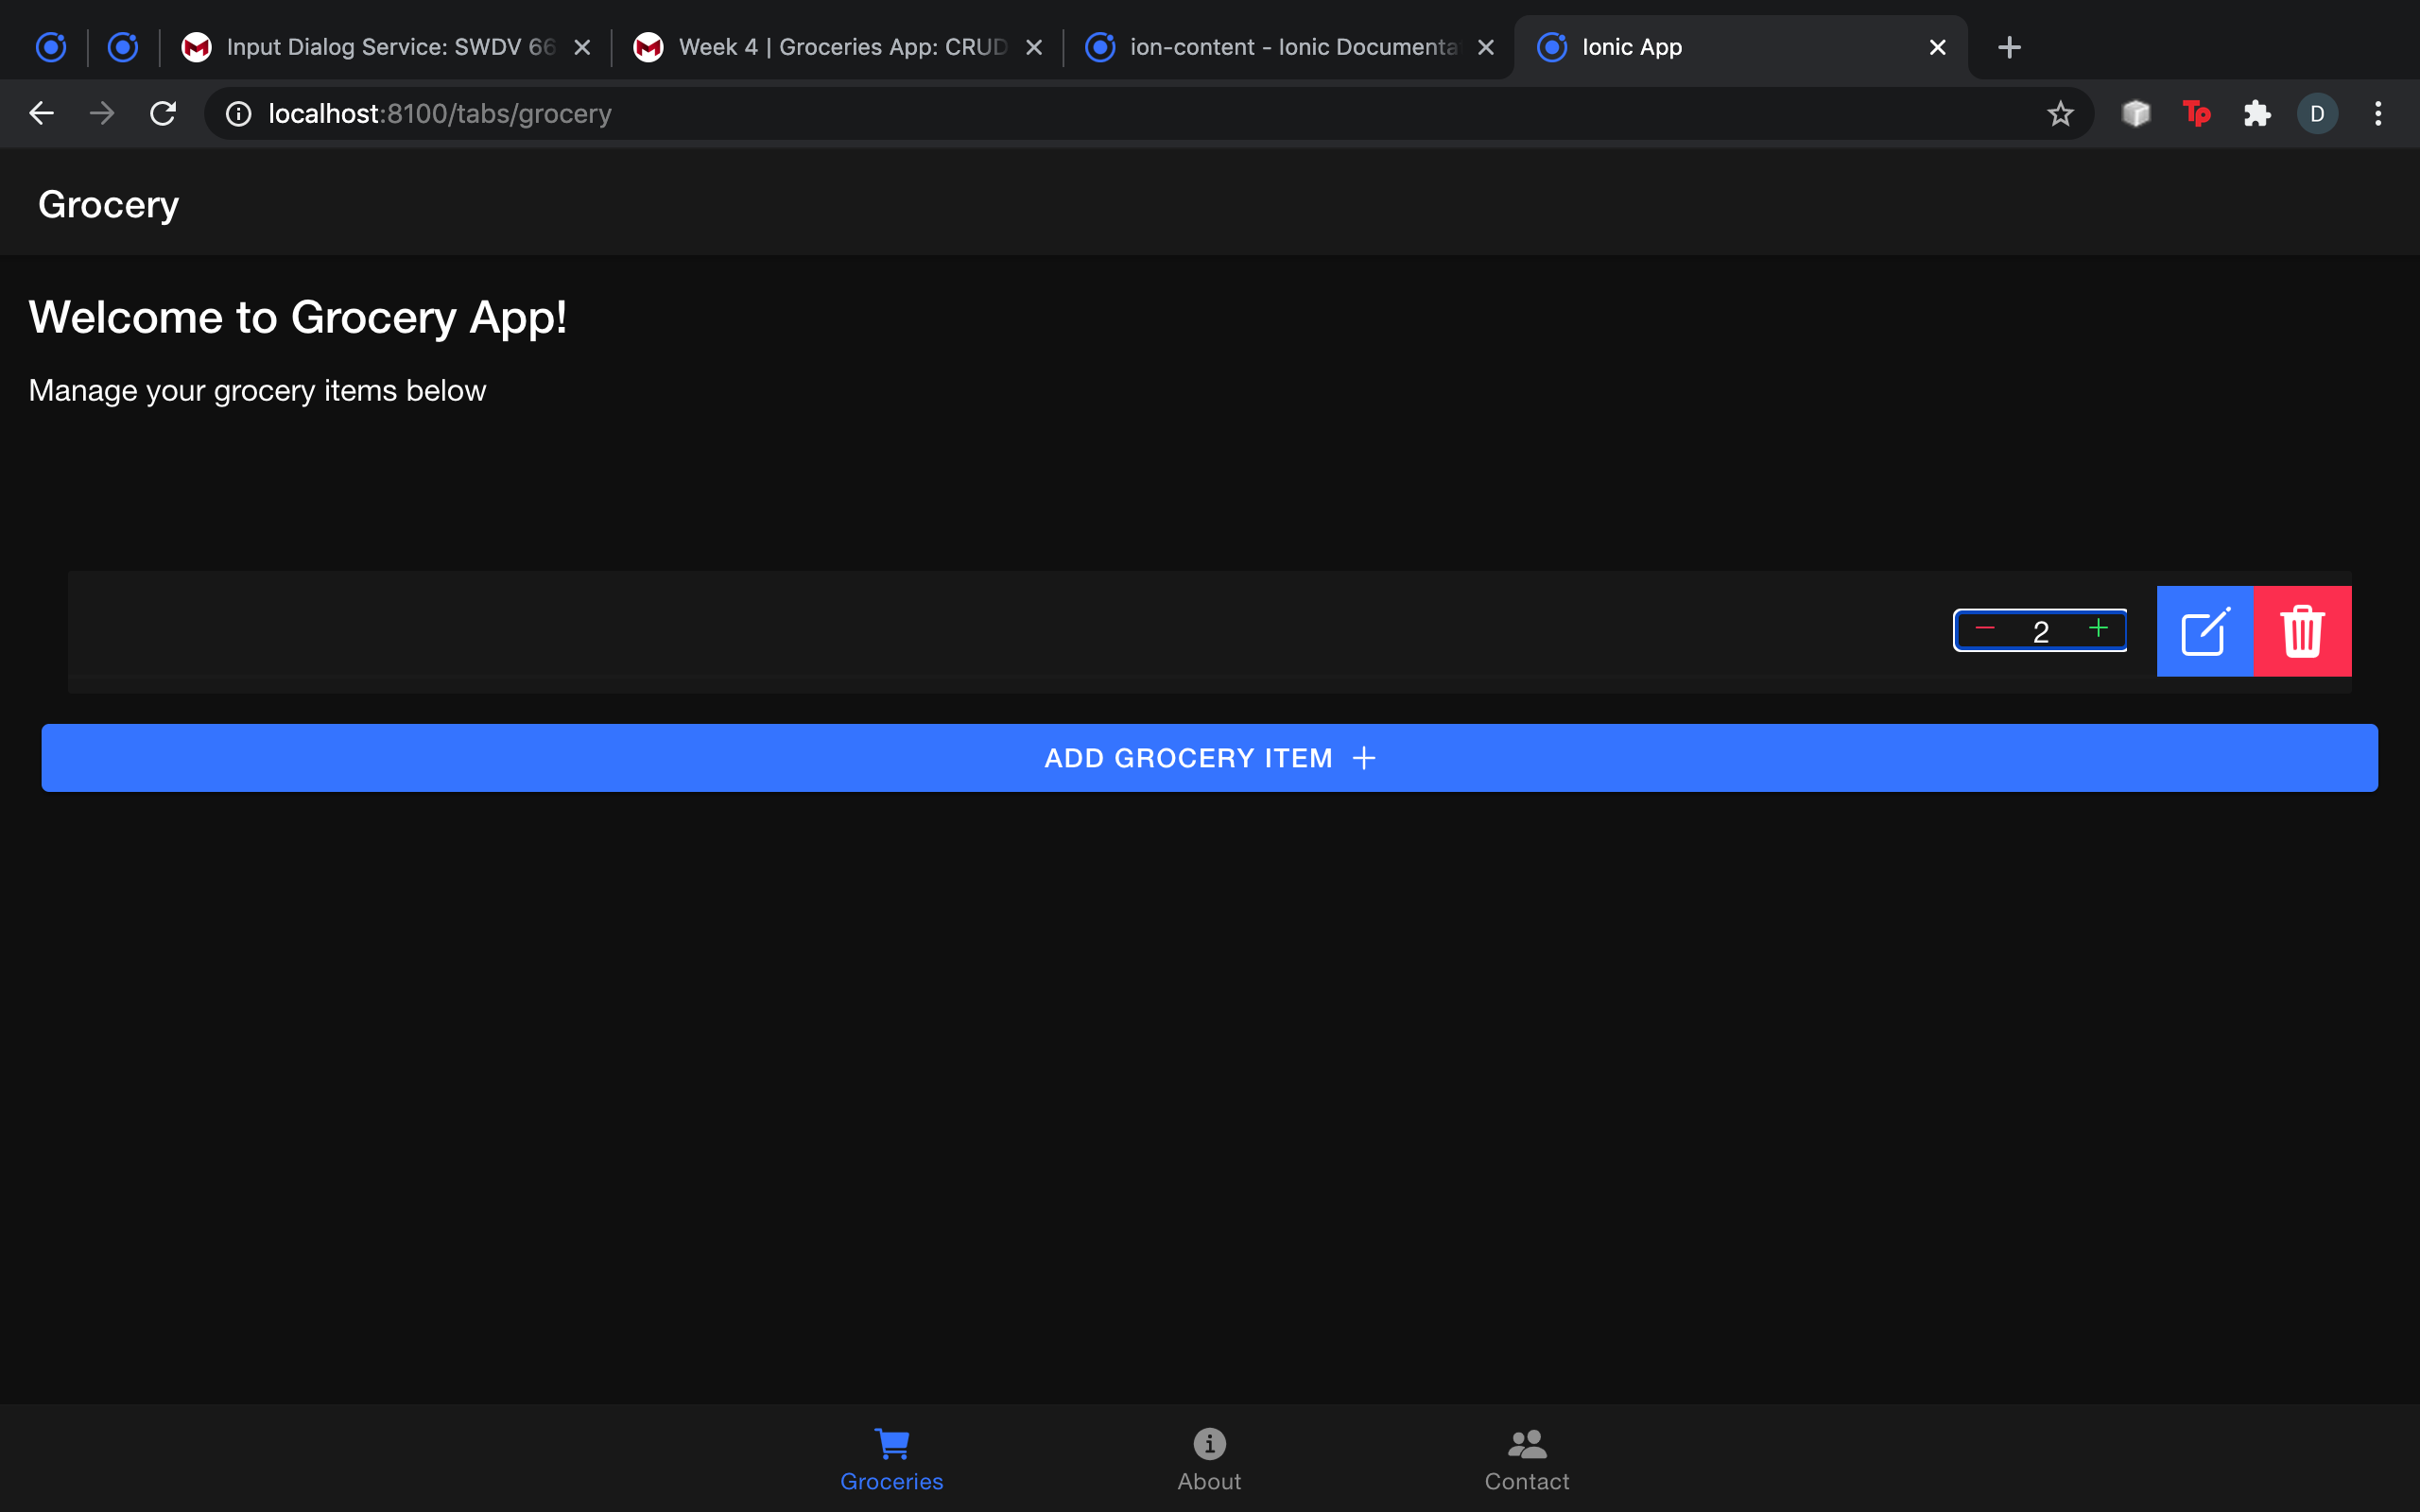 Input Dialog Service: SWDV 66
Week 4 | Groceries App: CRUD
ion-content - Ionic Documenta
Ionic App
localhost:8100/tabs/grocery
Tp
D
Grocery
Welcome to Grocery App!
Manage your grocery items below
2
ADD GROCERY ITEM
Groceries
About
Contact